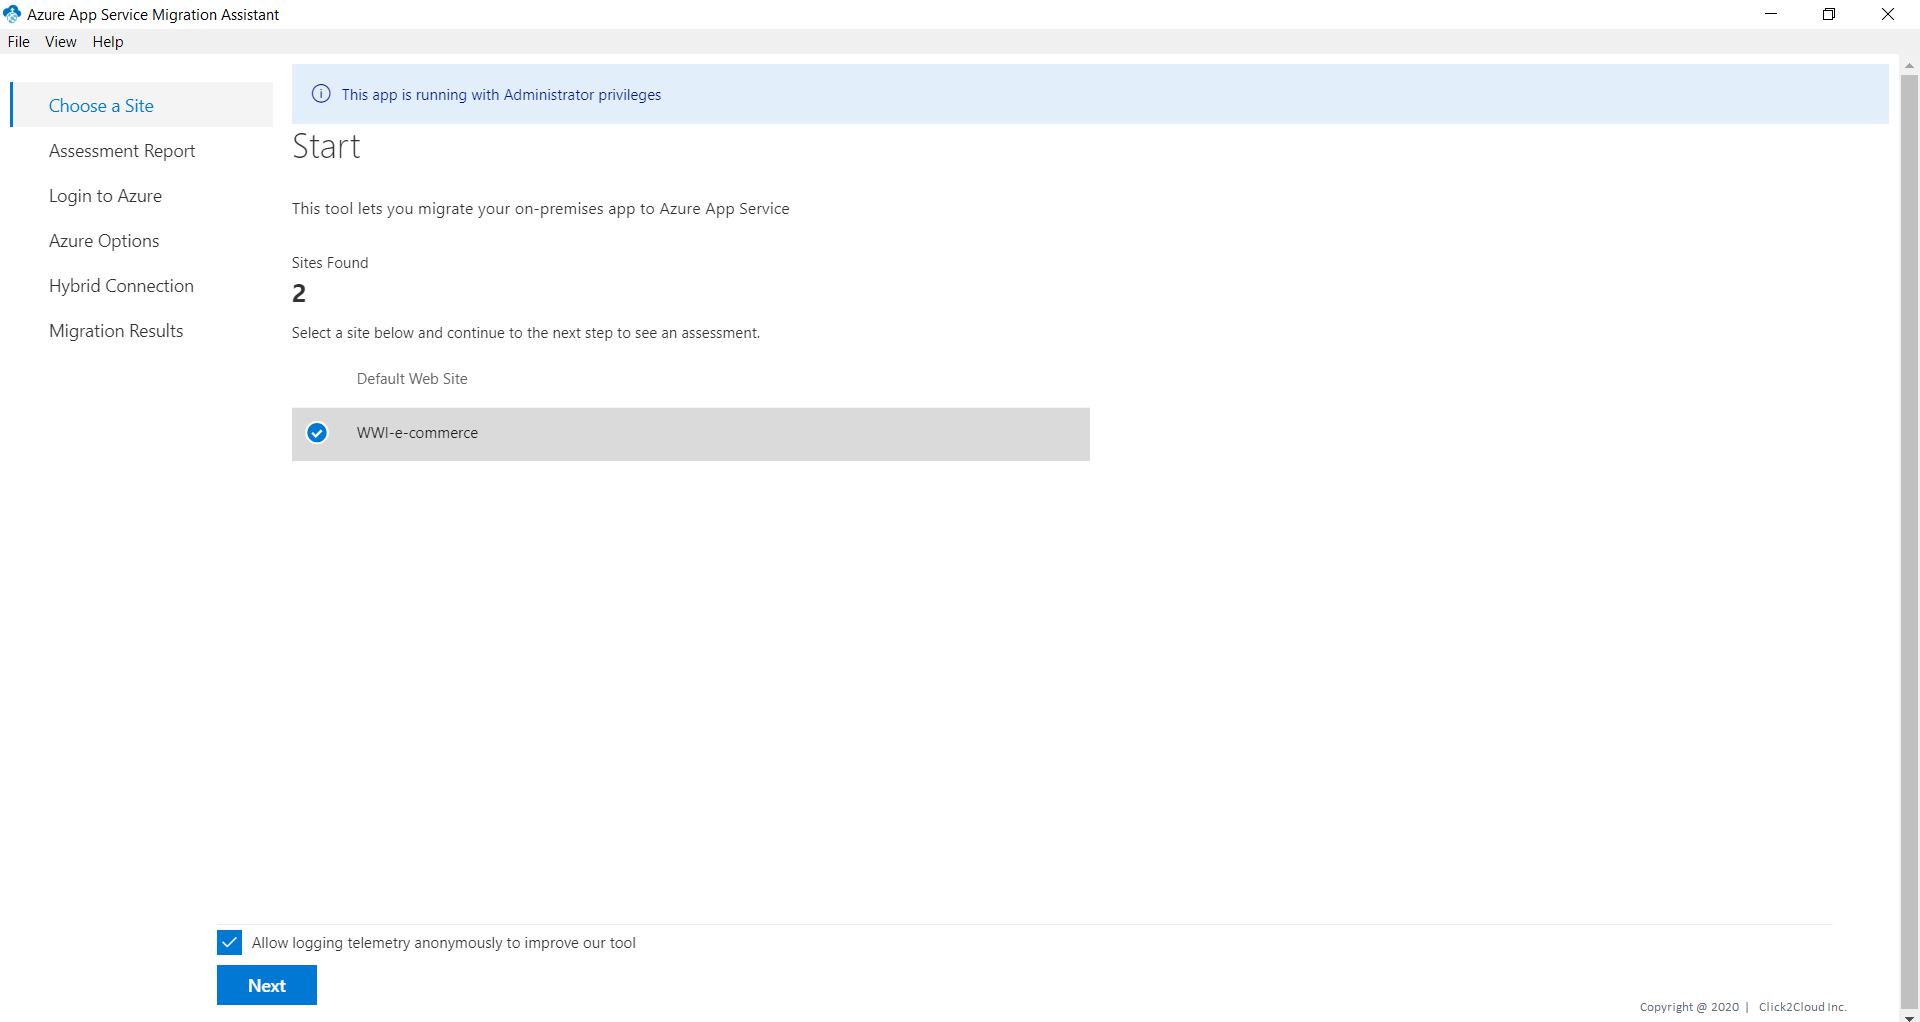 Azure App Service Migration Assistant
File View Help
Choose a Site
Assessment Report
Login to Azure
Azure Options
Hybrid Connection
Migration Results
This app is running with Administrator privileges
Start
This tool lets you migrate your on-premises app to Azure App Service
Sites Found
2
Select a site below and continue to the next step to see an assessment.
Default Web Site
WWI-e-commerce
Allow logging telemetry anonymously to improve our tool
Next
Copyright @ 2020 | Click2Cloud Inc.